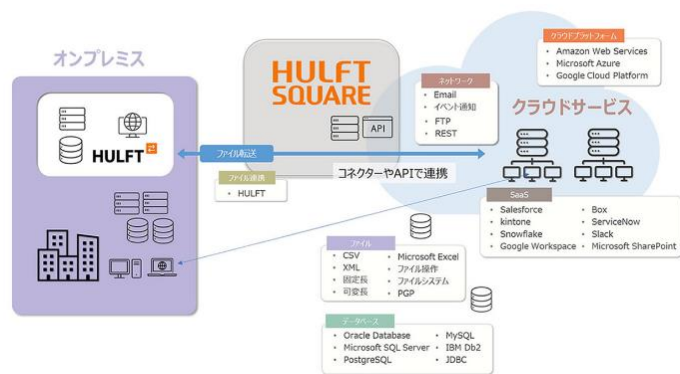 オンプレミス
HULFT
HULFT
SQUARE
API
ファイル転送
コネクターやAPIで連携
ファイル連携
• HULFT
ネットワーク
• Email
• イベント通知
• FTP
• REST
クラウドプラットフォーム
• Amazon Web Services
• Microsoft Azure
• Google Cloud Platform
クラウドサービス
SaaS
• Salesforce
• kintone
• Snowflake
• Google Workspace
• Box
• ServiceNow
• Slack
• Microsoft SharePoint
ファイル
• CSV
• XML
• 固定長
• 可変長
• Microsoft Excel
• ファイル操作
• ファイルシステム
• PGP
データベース
• Oracle Database
• Microsoft SQL Server
• PostgreSQL
• MySQL
• IBM Db2
• JDBC